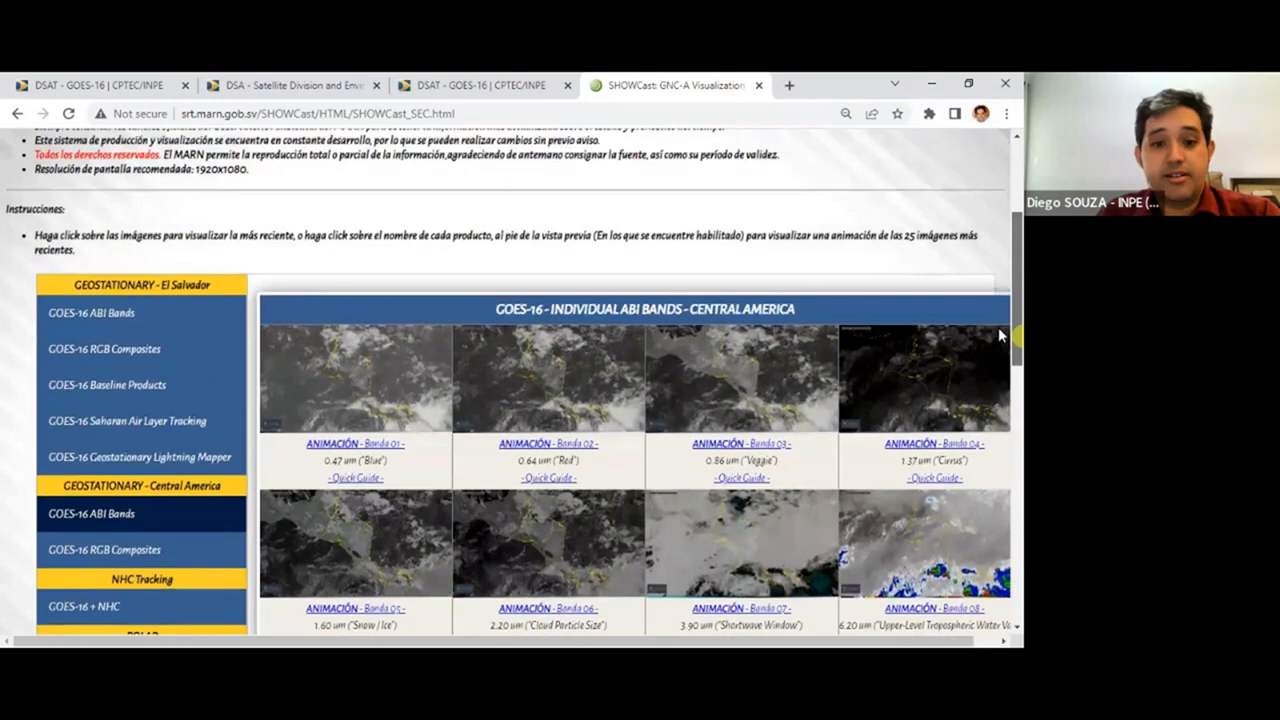 DSAT - GOES-16 | CPTEC/INPE
DSA - Satellite Division and Envi
DSAT - GOES-16 | CPTEC/INPE
SHOWCast: GNC-A Visualization
Not secure
srt.marn.gob.sv/SHOWCast/HTML/SHOWCast_SEC.html
Este sistema de producción y visualización se encuentra en constante desarrollo, por lo que se pueden realizar cambios sin previo aviso.
Todos los derechos reservados. El MARN permite la reproducción total o parcial de la información,agradeciendo de antemano consignar la fuente, así como su período de validez.
Resolución de pantalla recomendada: 1920x1080.
Instrucciones:
Haga click sobre las imágenes para visualizar la más reciente, o haga click sobre el nombre de cada producto, al pie de la vista previa (En los que se encuentre habilitado) para visualizar una animación de las 25 imágenes más
recientes.
GEOSTATIONARY - El Salvador
GOES-16 ABI Bands
GOES-16 RGB Composites
GOES-16 Baseline Products
GOES-16 Saharan Air Layer Tracking
GOES-16 Geostationary Lightning Mapper
GEOSTATIONARY - Central America
GOES-16 ABI Bands
GOES-16 RGB Composites
NHC Tracking
GOES-16 + NHC
POLAR
GOES-16 - INDIVIDUAL ABI BANDS - CENTRAL AMERICA
ANIMACIÓN - Banda 01 -
0.47 um ("Blue")
- Quick Guide -
ANIMACIÓN - Banda 02 -
0.64 um ("Red")
- Quick Guide -
ANIMACIÓN - Banda 03 -
0.86 um ("Veggie")
- Quick Guide -
ANIMACIÓN - Banda 04 -
1.37 um ("Cirrus")
- Quick Guide -
ANIMACIÓN - Banda 05 -
1.60 um ("Snow / Ice")
ANIMACIÓN - Banda 06 -
2.20 um ("Cloud Particle Size")
ANIMACIÓN - Banda 07 -
3.90 um ("Shortwave Window")
ANIMACIÓN - Banda 08 -
6.20 um ("Upper-Level Tropospheric Water Va
Diego SOUZA - INPE (...